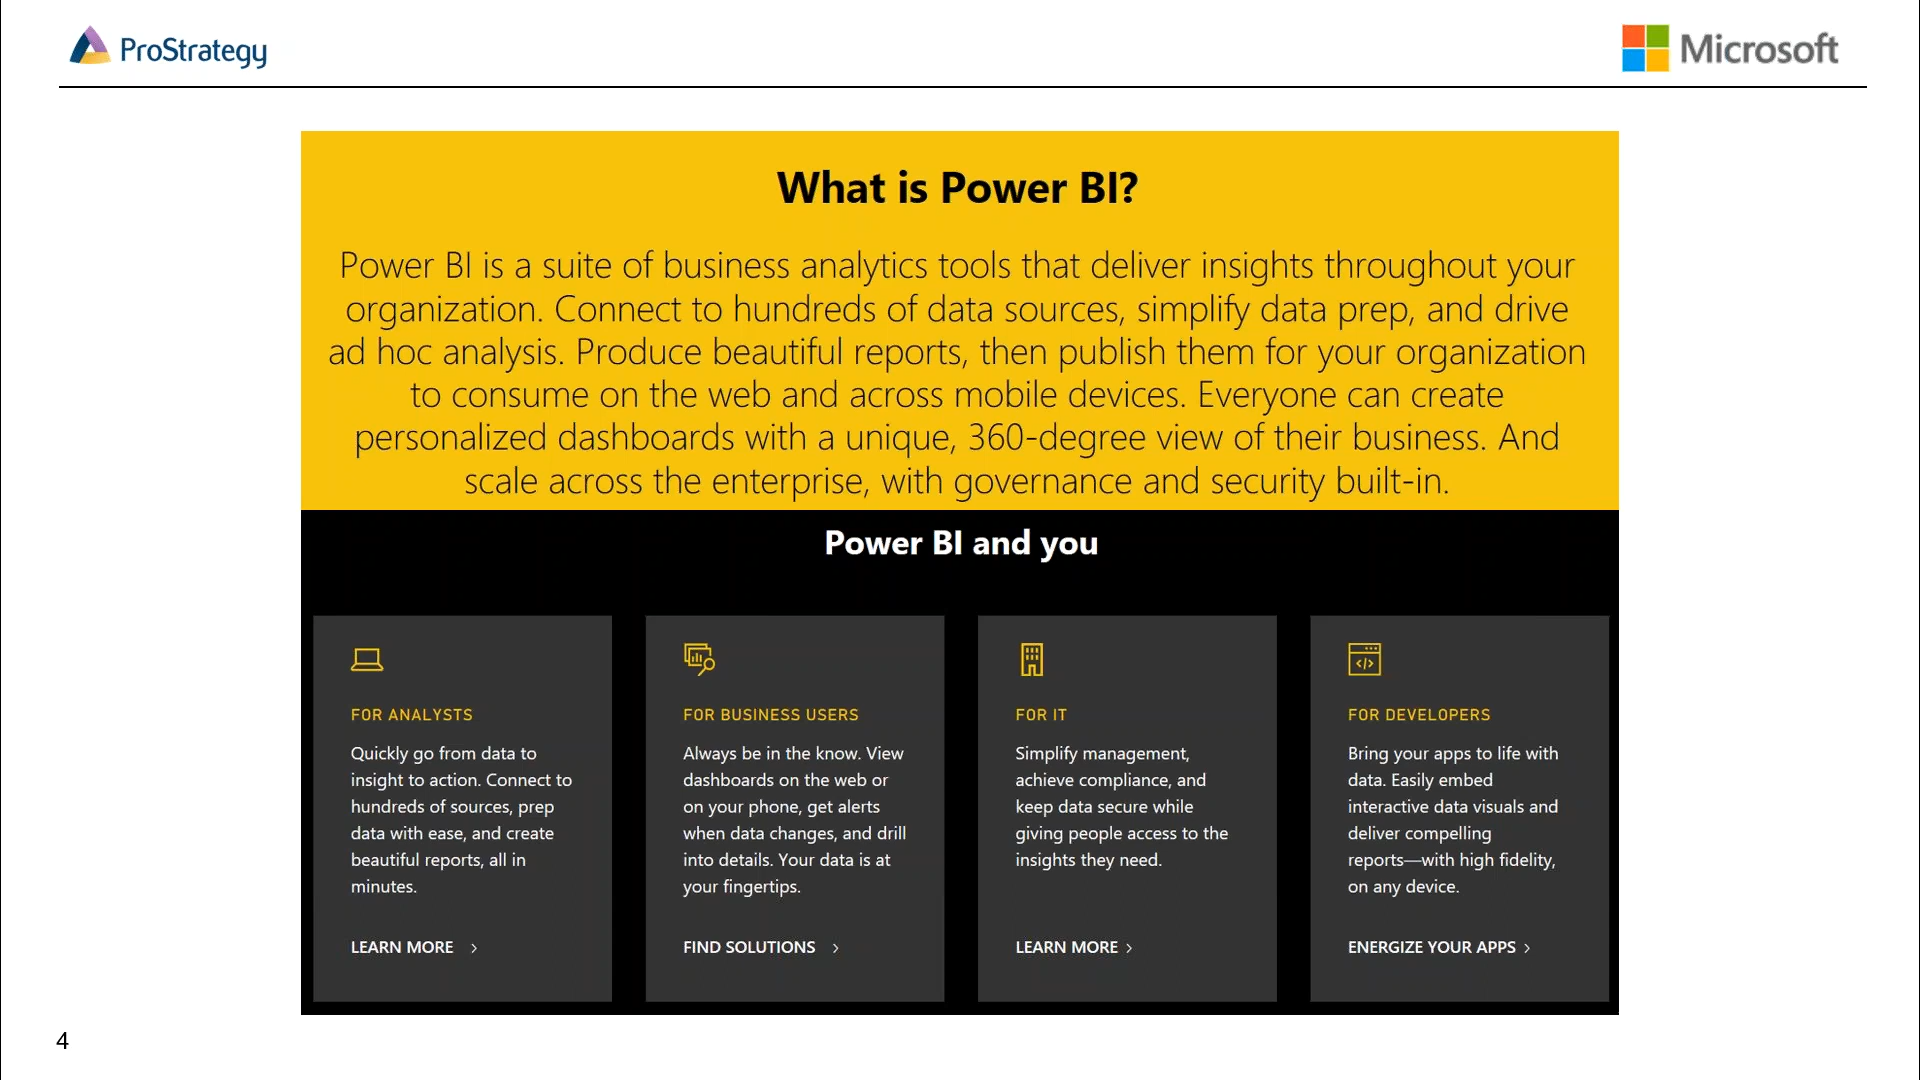 ProStrategy
Microsoft
What is Power BI?
Power BI is a suite of business analytics tools that deliver insights throughout your
organization. Connect to hundreds of data sources, simplify data prep, and drive
ad hoc analysis. Produce beautiful reports, then publish them for your organization
to consume on the web and across mobile devices. Everyone can create
personalized dashboards with a unique, 360-degree view of their business. And
scale across the enterprise, with governance and security built-in.
Power BI and you
FOR ANALYSTS
Quickly go from data to
insight to action. Connect to
hundreds of sources, prep
data with ease, and create
beautiful reports, all in
minutes.
LEARN MORE >
FOR BUSINESS USERS
Always be in the know. View
dashboards on the web or
on your phone, get alerts
when data changes, and drill
into details. Your data is at
your fingertips.
FIND SOLUTIONS >
FOR IT
Simplify management,
achieve compliance, and
keep data secure while
giving people access to the
insights they need.
LEARN MORE >
</>
FOR DEVELOPERS
Bring your apps to life with
data. Easily embed
interactive data visuals and
deliver compelling
reports—with high fidelity,
on any device.
ENERGIZE YOUR APPS >
4